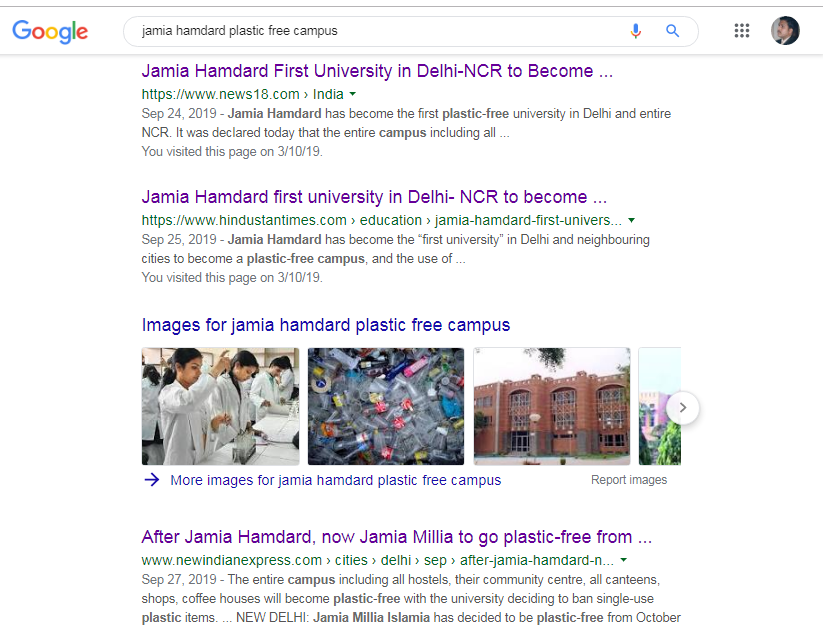 Google
jamia hamdard plastic free campus
Jamia Hamdard First University in Delhi-NCR to Become ...
https://www.news18.com › India
Sep 24, 2019 - Jamia Hamdard has become the first plastic-free university in Delhi and entire
NCR. It was declared today that the entire campus including all ...
You visited this page on 3/10/19.
Jamia Hamdard first university in Delhi- NCR to become ...
https://www.hindustantimes.com › education › jamia-hamdard-first-univers...
Sep 25, 2019 - Jamia Hamdard has become the “first university” in Delhi and neighbouring
cities to become a plastic-free campus, and the use of ...
You visited this page on 3/10/19.
Images for jamia hamdard plastic free campus
More images for jamia hamdard plastic free campus
Report images
After Jamia Hamdard, now Jamia Millia to go plastic-free from ...
www.newindianexpress.com › cities › delhi › sep › after-jamia-hamdard-n...
Sep 27, 2019 - The entire campus including all hostels, their community centre, all canteens,
shops, coffee houses will become plastic-free with the university deciding to ban single-use
plastic items. ... NEW DELHI: Jamia Millia Islamia has decided to be plastic-free from October